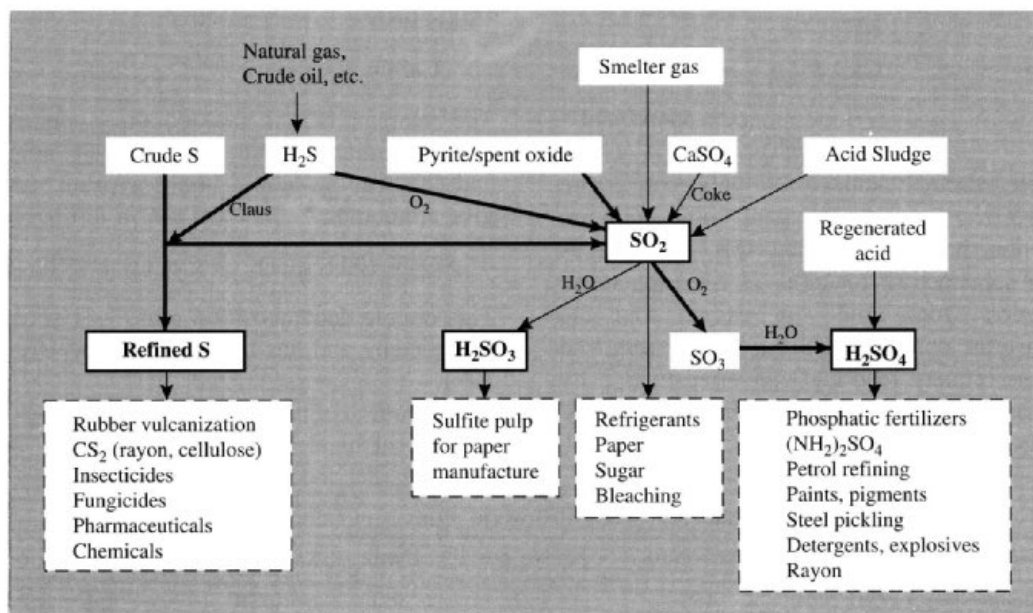 Natural gas,
Crude oil, etc.
Smelter gas
Crude S
H₂S
Pyrite/spent oxide
CaSO₄
Acid Sludge
Claus
O₂
Coke
SO₂
Regenerated
acid
H₂O
O₂
Refined S
H₂SO₃
SO₃
H₂O
H₂SO₄
Rubber vulcanization
CS₂ (rayon, cellulose)
Insecticides
Fungicides
Pharmaceuticals
Chemicals
Sulfite pulp
for paper
manufacture
Refrigerants
Paper
Sugar
Bleaching
Phosphatic fertilizers
(NH₂)₂SO₄
Petrol refining
Paints, pigments
Steel pickling
Detergents, explosives
Rayon